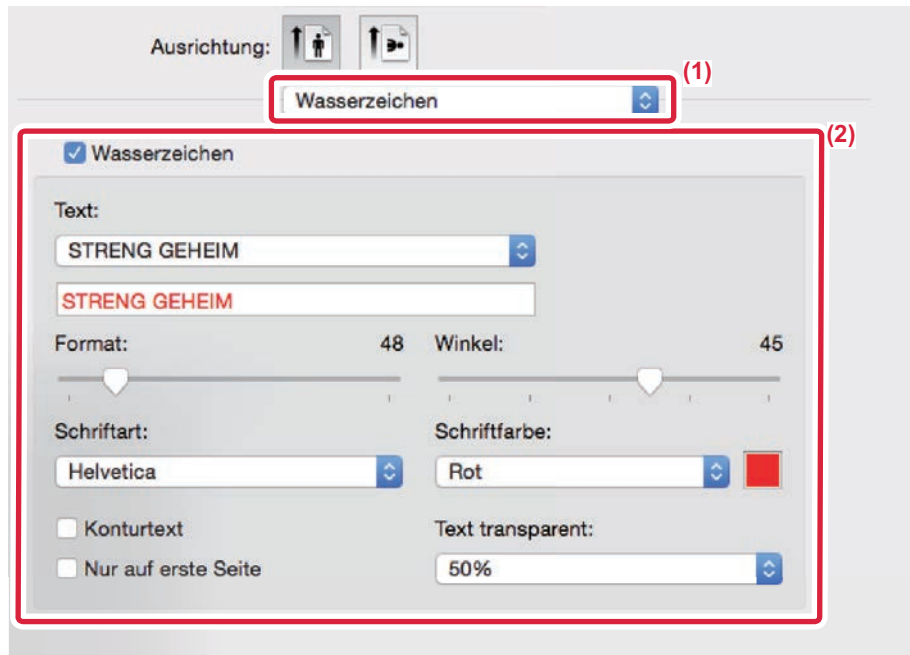 Ausrichtung:
(1)
Wasserzeichen
(2)
Wasserzeichen
Text:
STRENG GEHEIM
STRENG GEHEIM
Format: 48 Winkel: 45
Schriftart: Schriftfarbe:
Helvetica Rot
Konturtext Text transparent:
Nur auf erste Seite 50%